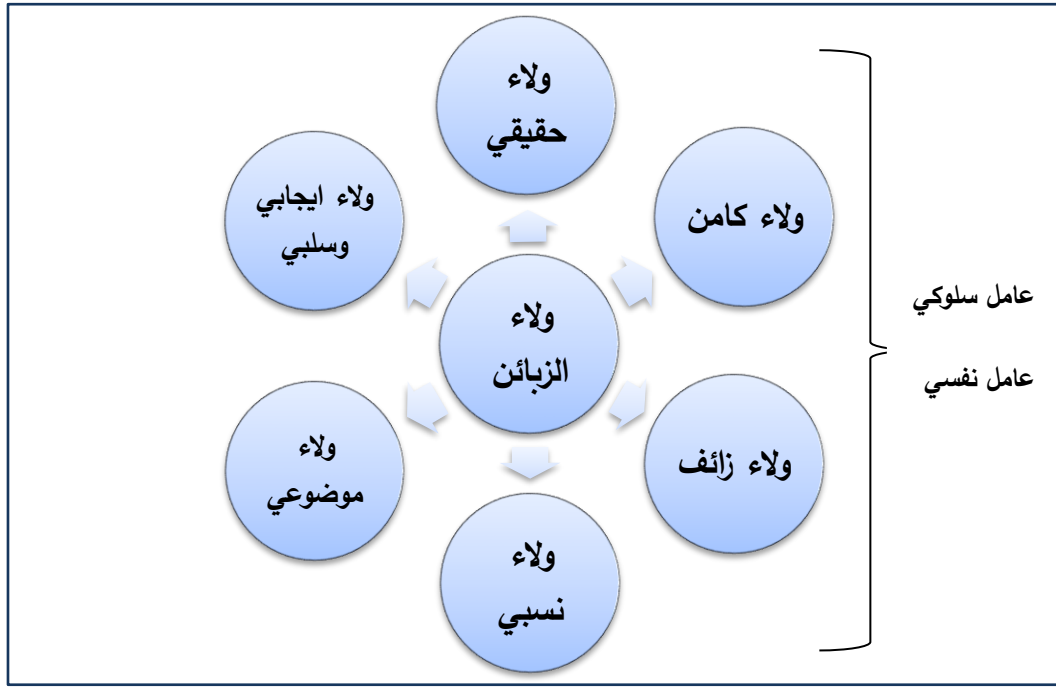 ولاء
حقيقي
ولاء كامن
ولاء ايجابي
وسلبي
ولاء
الزبائن
عامل سلوكي
عامل نفسي
ولاء زائف
ولاء
موضوعي
ولاء
نسبي